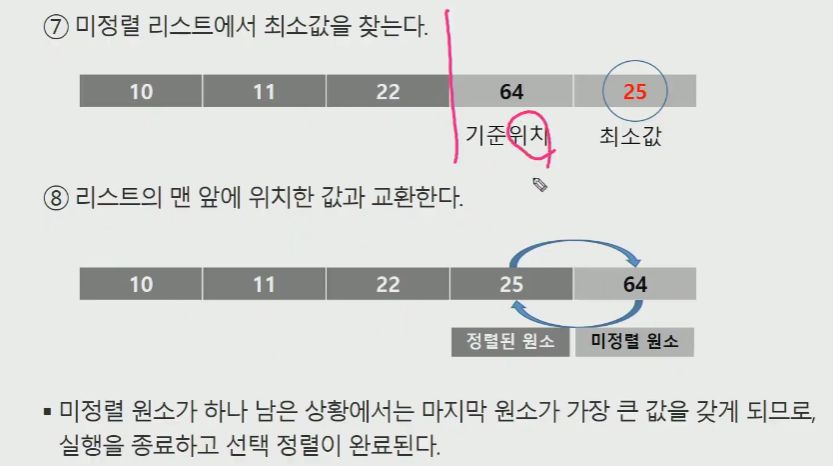 ⑦ 미정렬 리스트에서 최소값을 찾는다.
10 11 22 64 25
기준위치 최소값
⑧ 리스트의 맨 앞에 위치한 값과 교환한다.
10 11 22 25 64
정렬된 원소 미정렬 원소
▪ 미정렬 원소가 하나 남은 상황에서는 마지막 원소가 가장 큰 값을 갖게 되므로,
실행을 종료하고 선택 정렬이 완료된다.